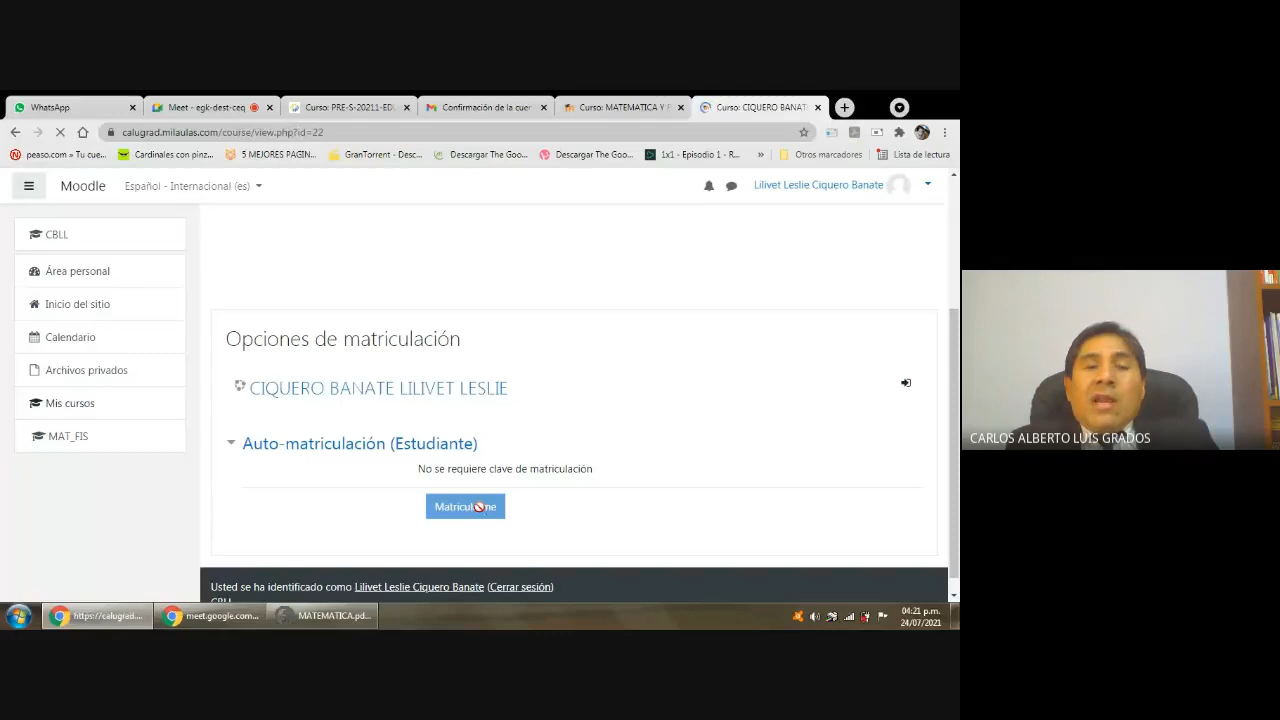 WhatsApp
Meet - egk-dest-ceq
Curso: PRE-S-20211-EDU
Confirmación de la cuen
Curso: MATEMATICA Y F
Curso: CIQUERO BANAT
calugrad.milaulas.com/course/view.php?id=22
peaso.com » Tu cue...
Cardinales con pinz...
5 MEJORES PAGIN...
GranTorrent - Desc...
Descargar The Goo...
Descargar The Goo...
1x1 - Episodio 1 - R...
»
Otros marcadores
Lista de lectura
Moodle
Español - Internacional (es)
Lilivet Leslie Ciquero Banate
CBLL
Área personal
Inicio del sitio
Calendario
Archivos privados
Mis cursos
MAT_FIS
Opciones de matriculación
CIQUERO BANATE LILIVET LESLIE
Auto-matriculación (Estudiante)
No se requiere clave de matriculación
Usted se ha identificado como Lilivet Leslie Ciquero Banate (Cerrar sesión)
CBLL
https://calugrad....
meet.google.com...
MATEMATICA.pd...
04:21 p.m.
24/07/2021
CARLOS ALBERTO LUIS GRADOS